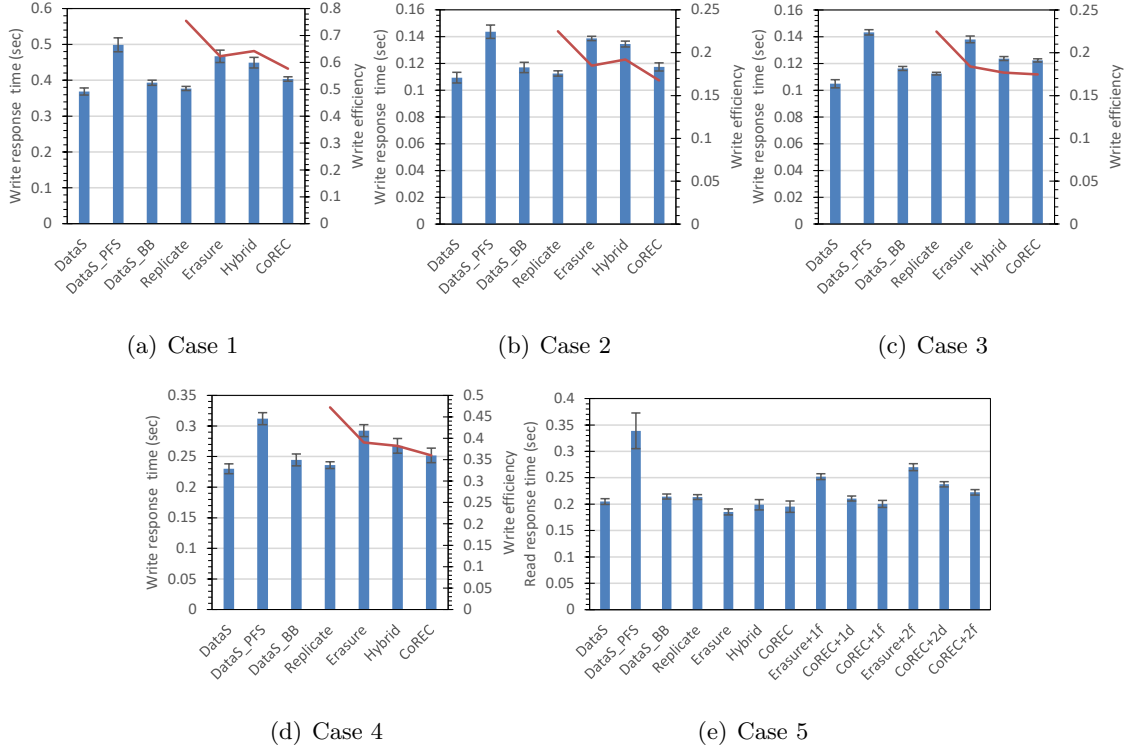 Write response time (sec)
0.6
0.5
0.4
0.3
0.2
0.1
0
0.8
0.7
0.6
0.5
0.4
0.3
0.2
0.1
0
Write efficiency
DataS
DataS_PFS
DataS_BB
Replicate
Erasure
Hybrid
CoREC
(a) Case 1
Write response time (sec)
0.16
0.14
0.12
0.1
0.08
0.06
0.04
0.02
0
0.25
0.2
0.15
0.1
0.05
0
Write efficiency
DataS
DataS_PFS
DataS_BB
Replicate
Erasure
Hybrid
CoREC
(b) Case 2
Write response time (sec)
0.16
0.14
0.12
0.1
0.08
0.06
0.04
0.02
0
0.25
0.2
0.15
0.1
0.05
0
Write efficiency
DataS
DataS_PFS
DataS_BB
Replicate
Erasure
Hybrid
CoREC
(c) Case 3
Write response time (sec)
0.35
0.3
0.25
0.2
0.15
0.1
0.05
0
0.5
0.45
0.4
0.35
0.3
0.25
0.2
0.15
0.1
0.05
0
Write efficiency
DataS
DataS_PFS
DataS_BB
Replicate
Erasure
Hybrid
CoREC
(d) Case 4
Read response time (sec)
0.4
0.35
0.3
0.25
0.2
0.15
0.1
0.05
0
DataS
DataS_PFS
DataS_BB
Replicate
Erasure
Hybrid
CoREC
Erasure+1f
CoREC+1d
CoREC+1f
Erasure+2f
CoREC+2d
CoREC+2f
(e) Case 5